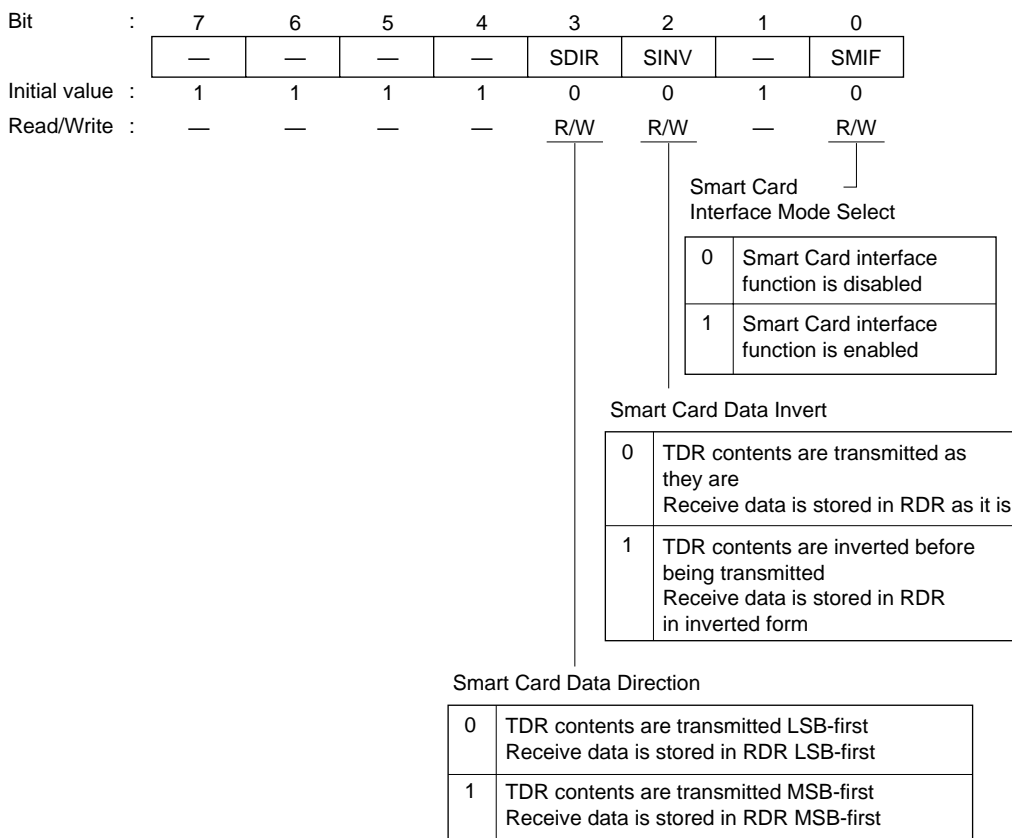 Bit : 7 6 5 4 3 2 1 0
— — — — SDIR SINV — SMIF
Initial value : 1 1 1 1 0 0 1 0
Read/Write : — — — — R/W R/W — R/W
Smart Card
Interface Mode Select
0 Smart Card interface
function is disabled
1 Smart Card interface
function is enabled
Smart Card Data Invert
0 TDR contents are transmitted as
they are
Receive data is stored in RDR as it is
1 TDR contents are inverted before
being transmitted
Receive data is stored in RDR
in inverted form
Smart Card Data Direction
0 TDR contents are transmitted LSB-first
Receive data is stored in RDR LSB-first
1 TDR contents are transmitted MSB-first
Receive data is stored in RDR MSB-first